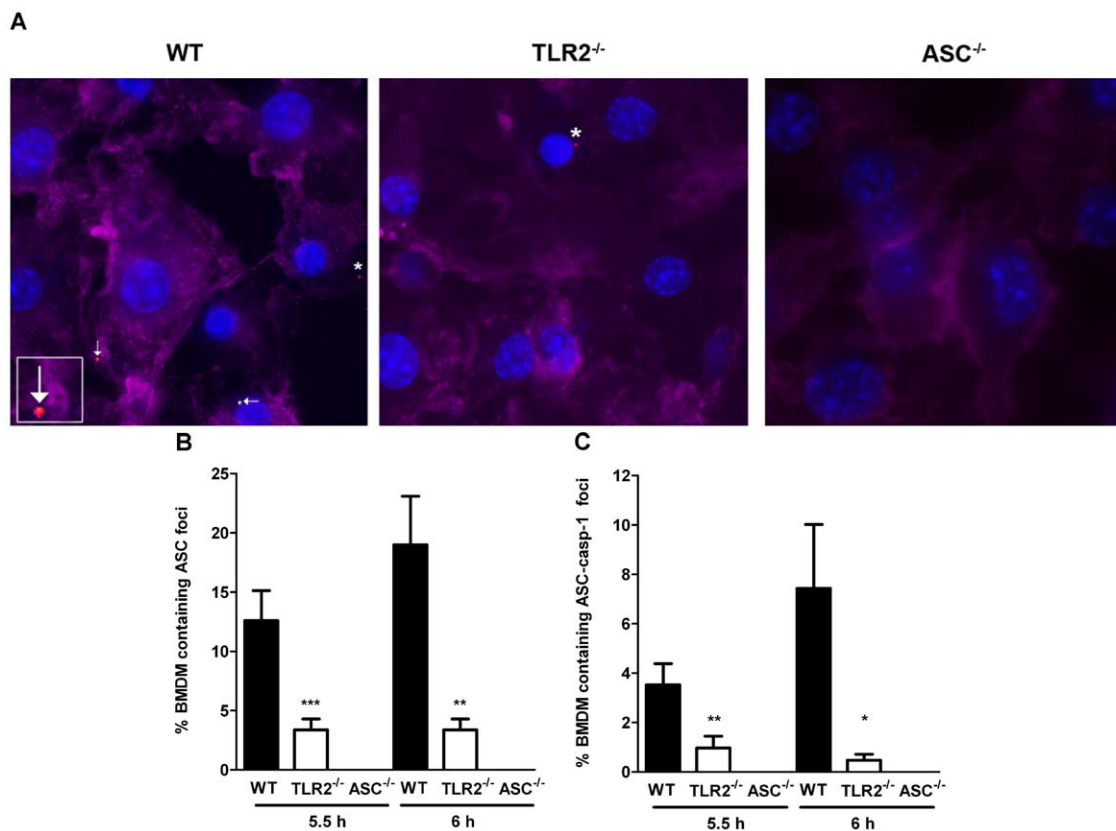 A
WT TLR2-/- ASC-/-
*
*
B
% BMDM containing ASC foci
25
20
15
10
5
0
***
**
WT TLR2-/- ASC-/- WT TLR2-/- ASC-/-
5.5 h 6 h
C
% BMDM containing ASC-casp-1 foci
12
10
8
6
4
2
0
**
*
WT TLR2-/- ASC-/- WT TLR2-/- ASC-/-
5.5 h 6 h